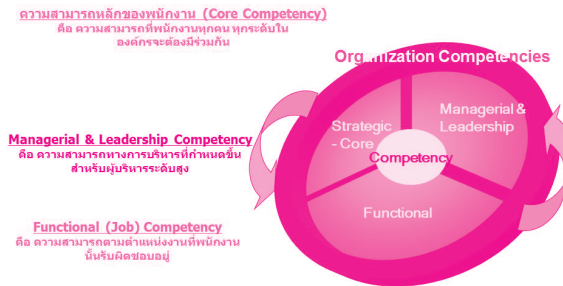 ความสามารถหลักของพนักงาน (Core Competency)
คือ ความสามารถที่พนักงานทุกคน ทุกระดับใน
องค์กรจะต้องมีร่วมกัน
Managerial & Leadership Competency
คือ ความสามารถทางการบริหารที่กำหนดขึ้น
สำหรับผู้บริหารระดับสูง
Functional (Job) Competency
คือ ความสามารถตามตำแหน่งงานที่พนักงาน
นั้นรับผิดชอบอยู่
Organization Competencies
Strategic
- Core
Managerial &
Leadership
Competency
Functional